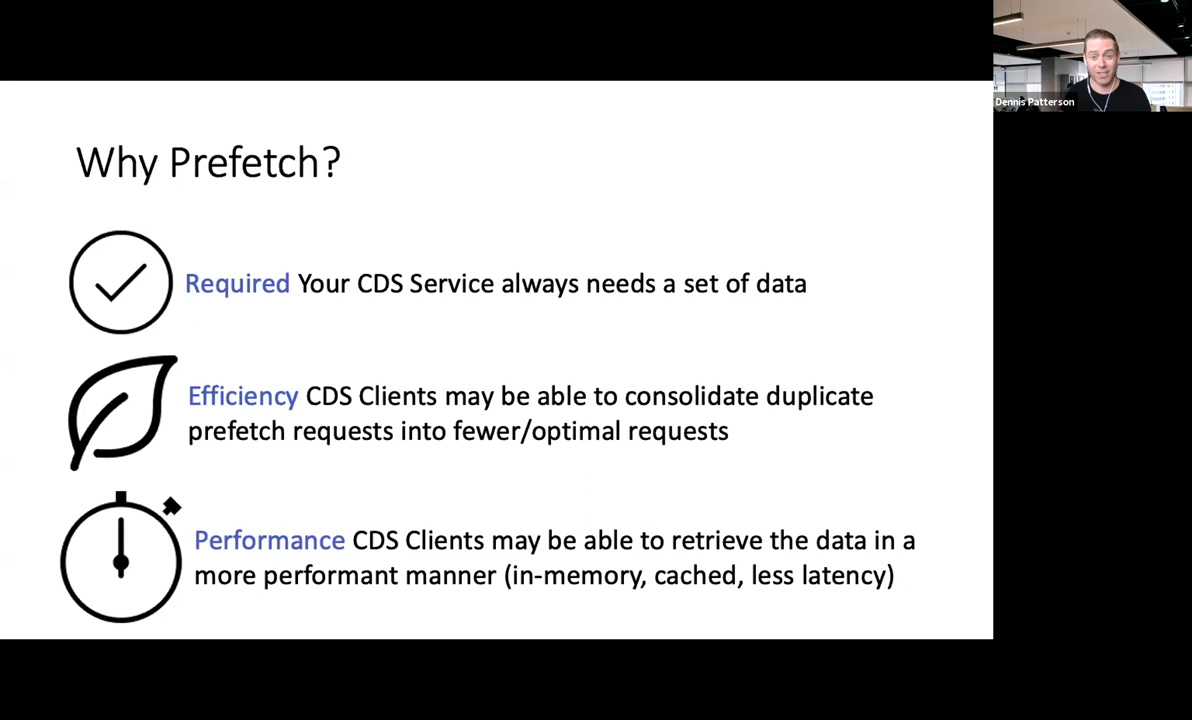 Dennis Patterson
Why Prefetch?
Required Your CDS Service always needs a set of data
Efficiency CDS Clients may be able to consolidate duplicate
prefetch requests into fewer/optimal requests
Performance CDS Clients may be able to retrieve the data in a
more performant manner (in-memory, cached, less latency)